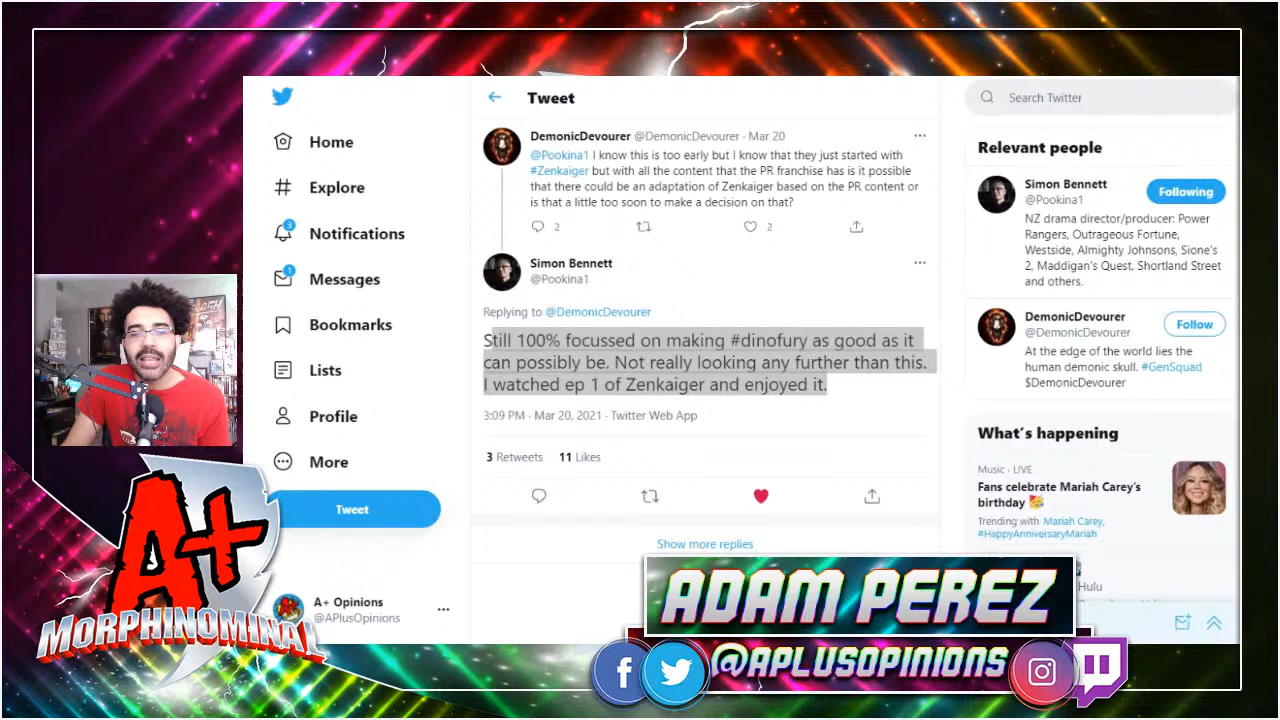 Home
Explore
3
Notifications
1
Messages
Bookmarks
Lists
Profile
More
Tweet
A+ Opinions
@APlusOpinions
Tweet
DemonicDevourer @DemonicDevourer · Mar 20
@Pookina1 I know this is too early but I know that they just started with
#Zenkaiger but with all the content that the PR franchise has is it possible
that there could be an adaptation of Zenkaiger based on the PR content or
is that a little too soon to make a decision on that?
2
2
Simon Bennett
@Pookina1
Replying to @DemonicDevourer
Still 100% focussed on making #dinofury as good as it
can possibly be. Not really looking any further than this.
I watched ep 1 of Zenkaiger and enjoyed it.
3:09 PM · Mar 20, 2021 · Twitter Web App
3 Retweets 11 Likes
Show more replies
Search Twitter
Relevant people
Simon Bennett
@Pookina1
Following
NZ drama director/producer: Power
Rangers, Outrageous Fortune,
Westside, Almighty Johnsons, Sione's
2, Maddigan's Quest, Shortland Street
and others.
DemonicDevourer
@DemonicDevourer
Follow
At the edge of the world lies the
human demonic skull. #GenSquad
$DemonicDevourer
What's happening
Music · LIVE
Fans celebrate Mariah Carey's
birthday 🥳
Trending with Mariah Carey,
#HappyAnniversaryMariah
Hulu
A+
MORPHINOMINAL
ADAM PEREZ
@APLUSOPINIONS